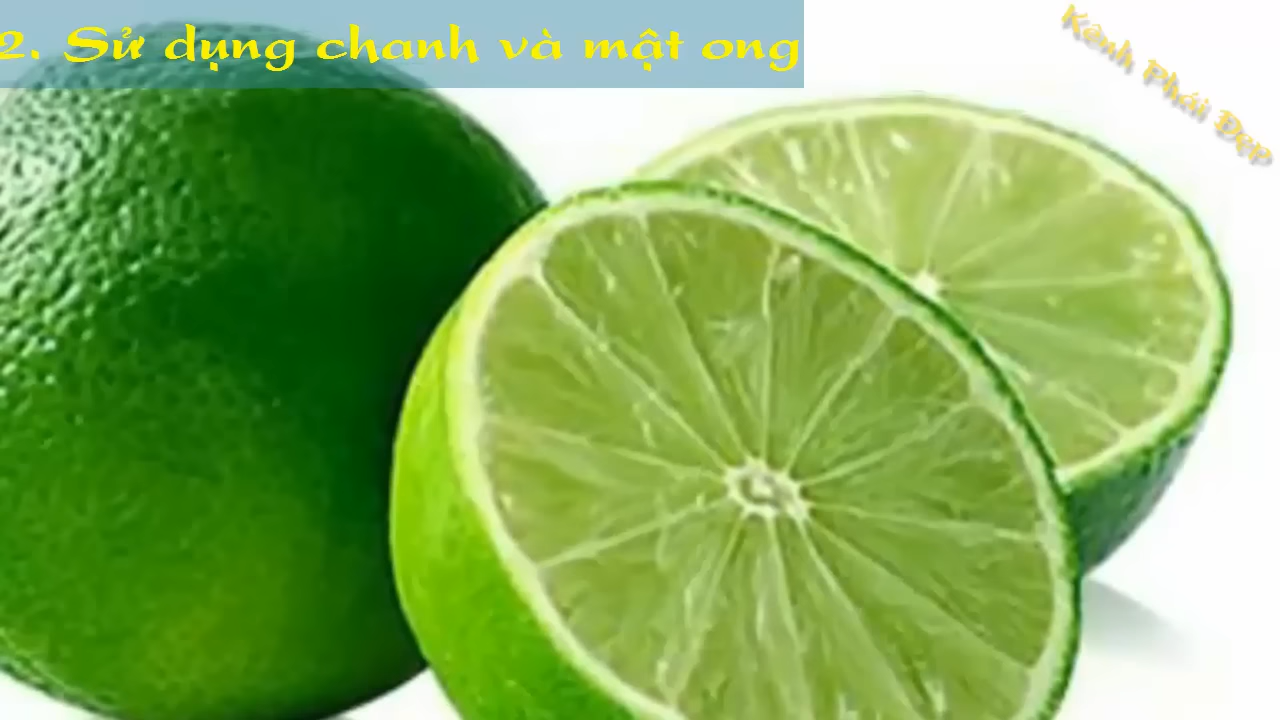 2. Sử dụng chanh và mật ong
Kênh Phái Đẹp